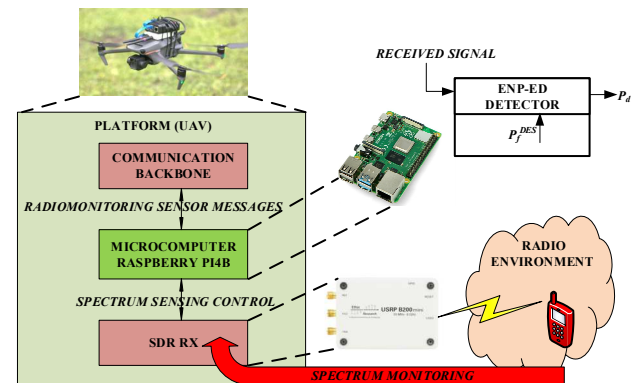 RECEIVED SIGNAL
ENP-ED
DETECTOR
P_d
P_f^DES
PLATFORM (UAV)
COMMUNICATION
BACKBONE
RADIOMONITORING SENSOR MESSAGES
MICROCOMPUTER
RASPBERRY PI4B
SPECTRUM SENSING CONTROL
SDR RX
RADIO
ENVIRONMENT
USRP B200mini
SPECTRUM MONITORING